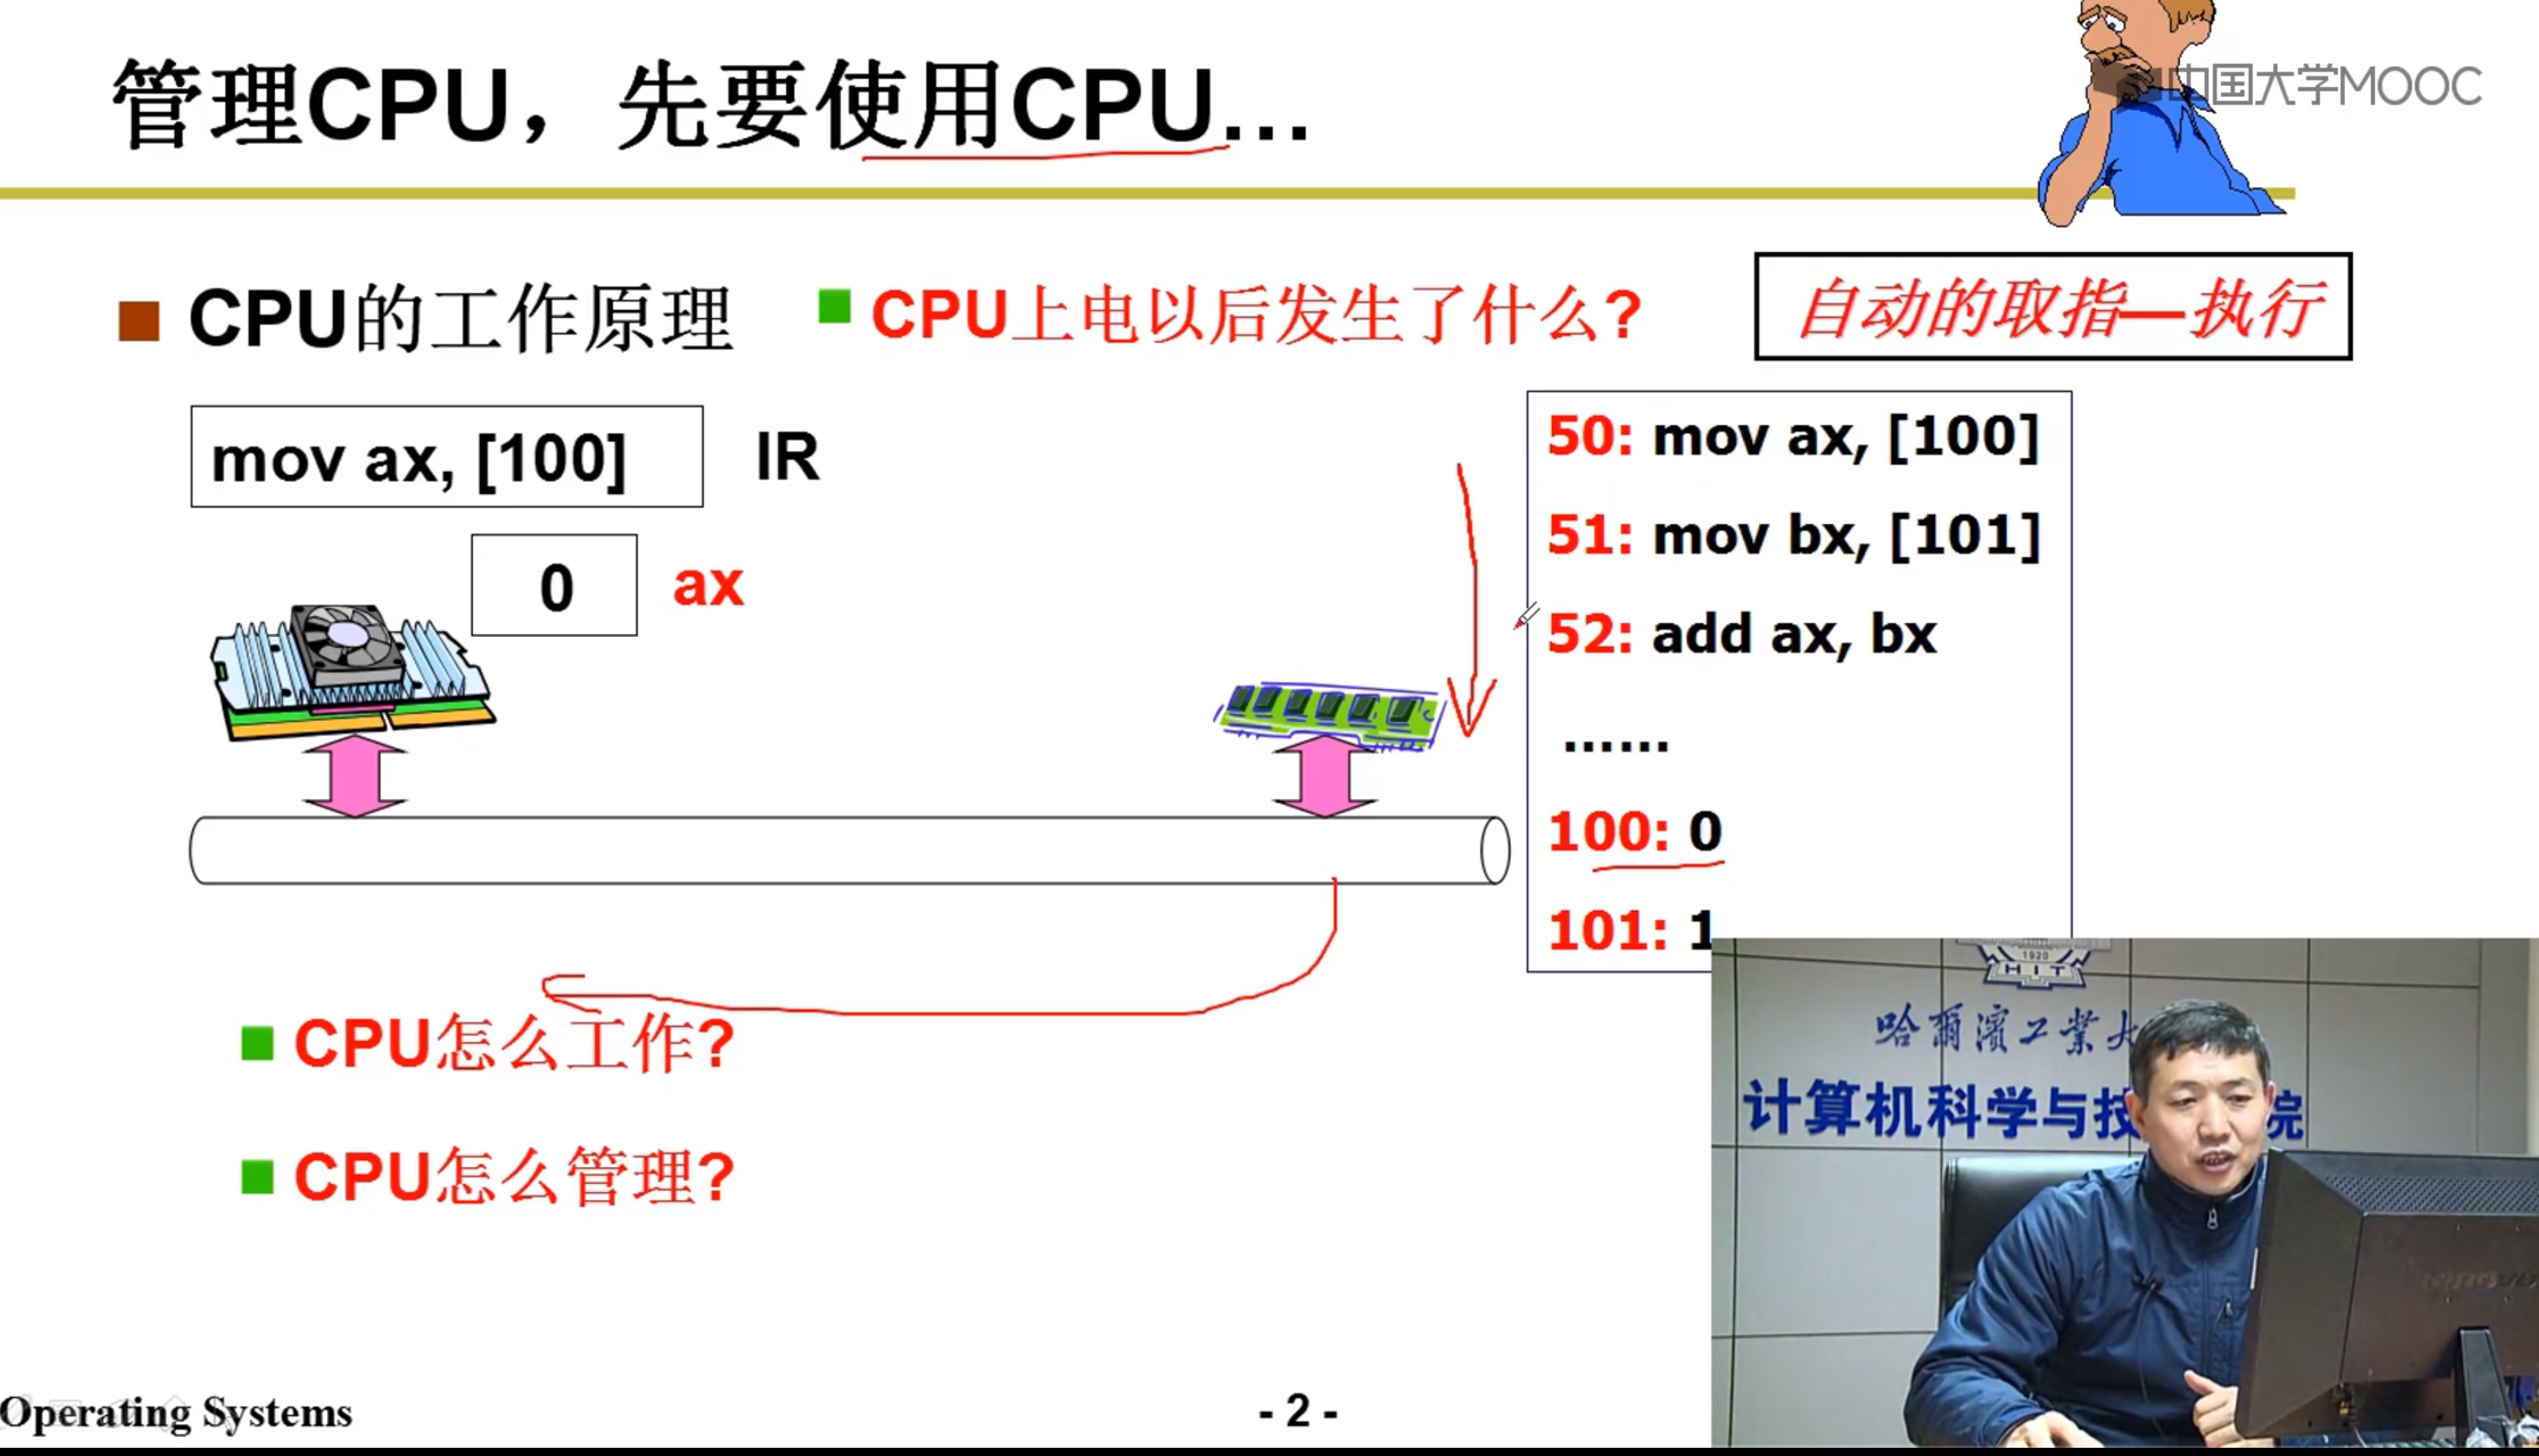 管理CPU，先要使用CPU...
中国大学MOOC
CPU的工作原理
CPU上电以后发生了什么?
自动的取指—执行
mov ax, [100]
IR
0
ax
50: mov ax, [100]
51: mov bx, [101]
52: add ax, bx
......
100: 0
101: 1
CPU怎么工作?
CPU怎么管理?
1920
HIT
哈爾濱工業大
计算机科学与技
院
Operating Systems
- 2 -